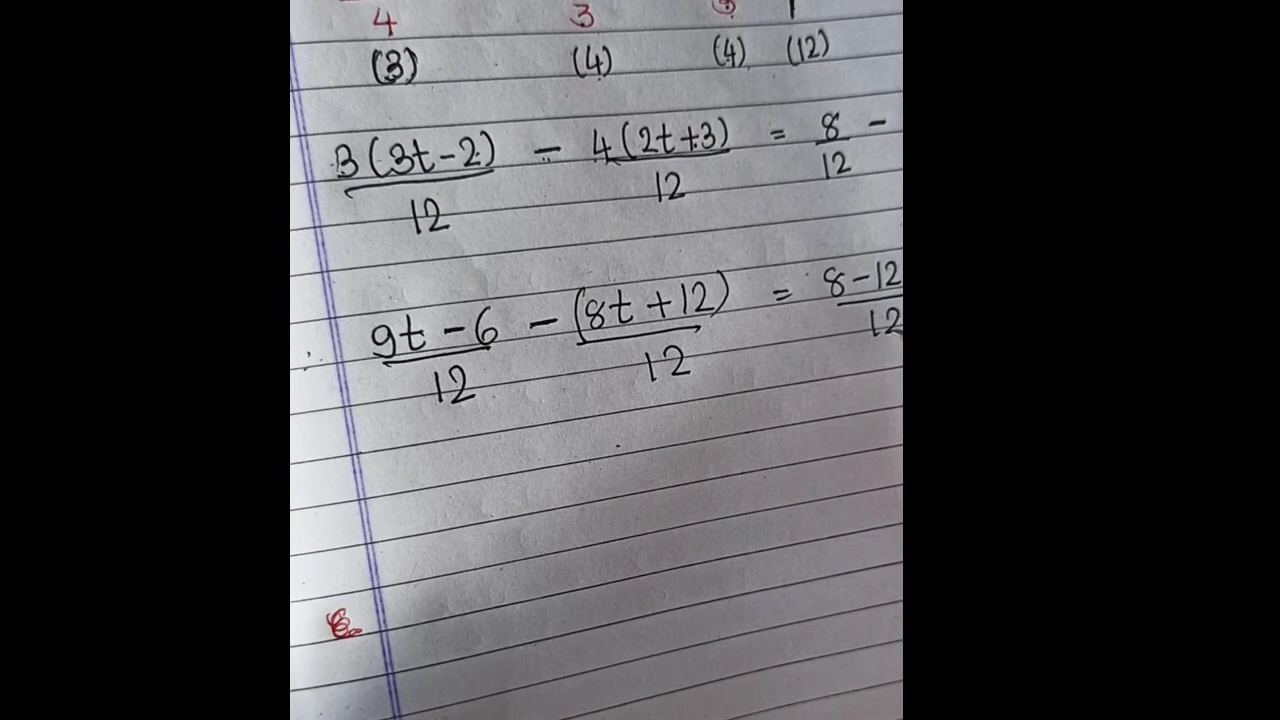 4 3 3
(3) (4) (4) (12)
3(3t-2)/12 - 4(2t+3)/12 = 8/12 -
∴ 9t-6/12 - (8t+12)/12 = 8-12/12